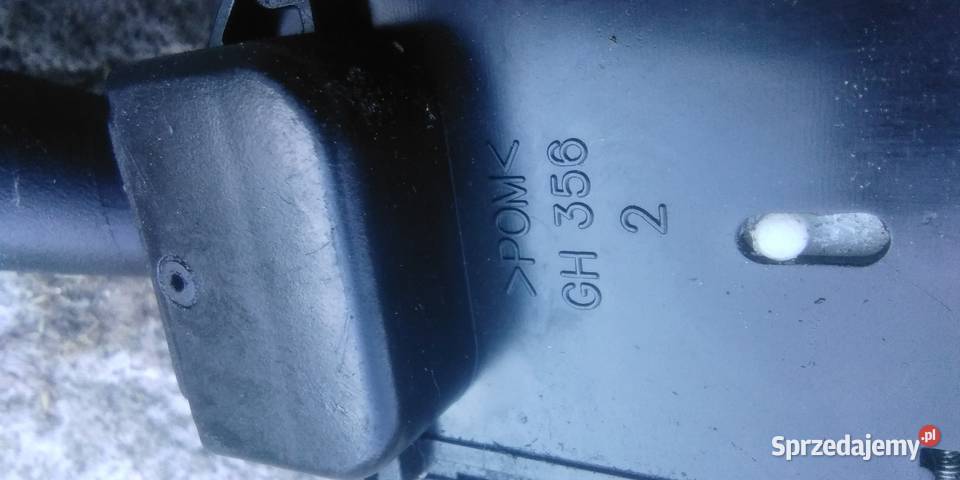 >POM<
GH 356
2
Sprzedajemy.pl